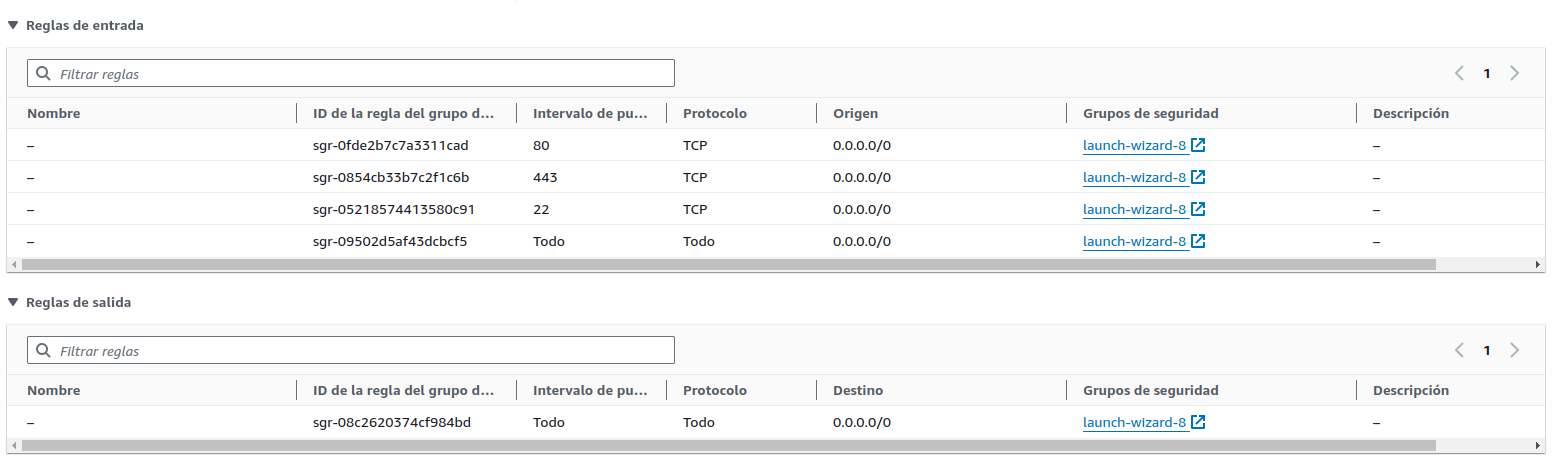 Reglas de entrada
Filtrar reglas
1
Nombre ID de la regla del grupo d... Intervalo de pu... Protocolo Origen Grupos de seguridad Descripción
– sgr-0fde2b7c7a3311cad 80 TCP 0.0.0.0/0 launch-wizard-8 –
– sgr-0854cb33b7c2f1c6b 443 TCP 0.0.0.0/0 launch-wizard-8 –
– sgr-05218574413580c91 22 TCP 0.0.0.0/0 launch-wizard-8 –
– sgr-09502d5af43dcbcf5 Todo Todo 0.0.0.0/0 launch-wizard-8 –
Reglas de salida
Filtrar reglas
1
Nombre ID de la regla del grupo d... Intervalo de pu... Protocolo Destino Grupos de seguridad Descripción
– sgr-08c2620374cf984bd Todo Todo 0.0.0.0/0 launch-wizard-8 –